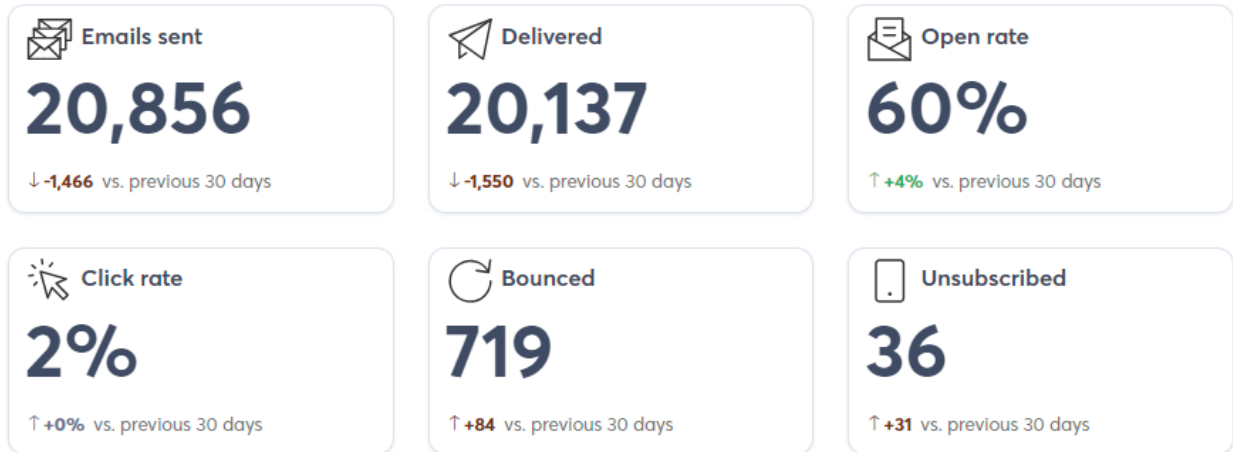 Emails sent
20,856
↓ -1,466 vs. previous 30 days
Delivered
20,137
↓ -1,550 vs. previous 30 days
Open rate
60%
↑ +4% vs. previous 30 days
Click rate
2%
↑ +0% vs. previous 30 days
Bounced
719
↑ +84 vs. previous 30 days
Unsubscribed
36
↑ +31 vs. previous 30 days